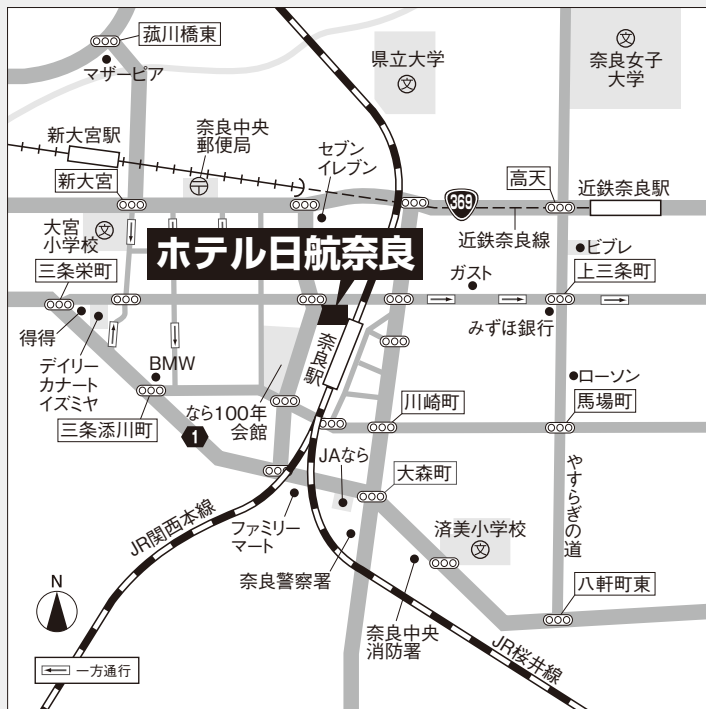 菰川橋東
マザーピア
県立大学
文
文
奈良女子
大学
新大宮駅
奈良中央
郵便局
セブン
イレブン
新大宮
369
高天
近鉄奈良駅
近鉄奈良線
大宮
小学校
文
ホテル日航奈良
ビブレ
三条栄町
ガスト
上三条町
得得
みずほ銀行
デイリー
カナート
イズミヤ
BMW
奈良駅
ローソン
なら100年
会館
川崎町
馬場町
三条添川町
1
JAなら
大森町
やすらぎの道
JR関西本線
ファミリー
マート
済美小学校
文
奈良警察署
八軒町東
N
奈良中央
消防署
JR桜井線
一方通行